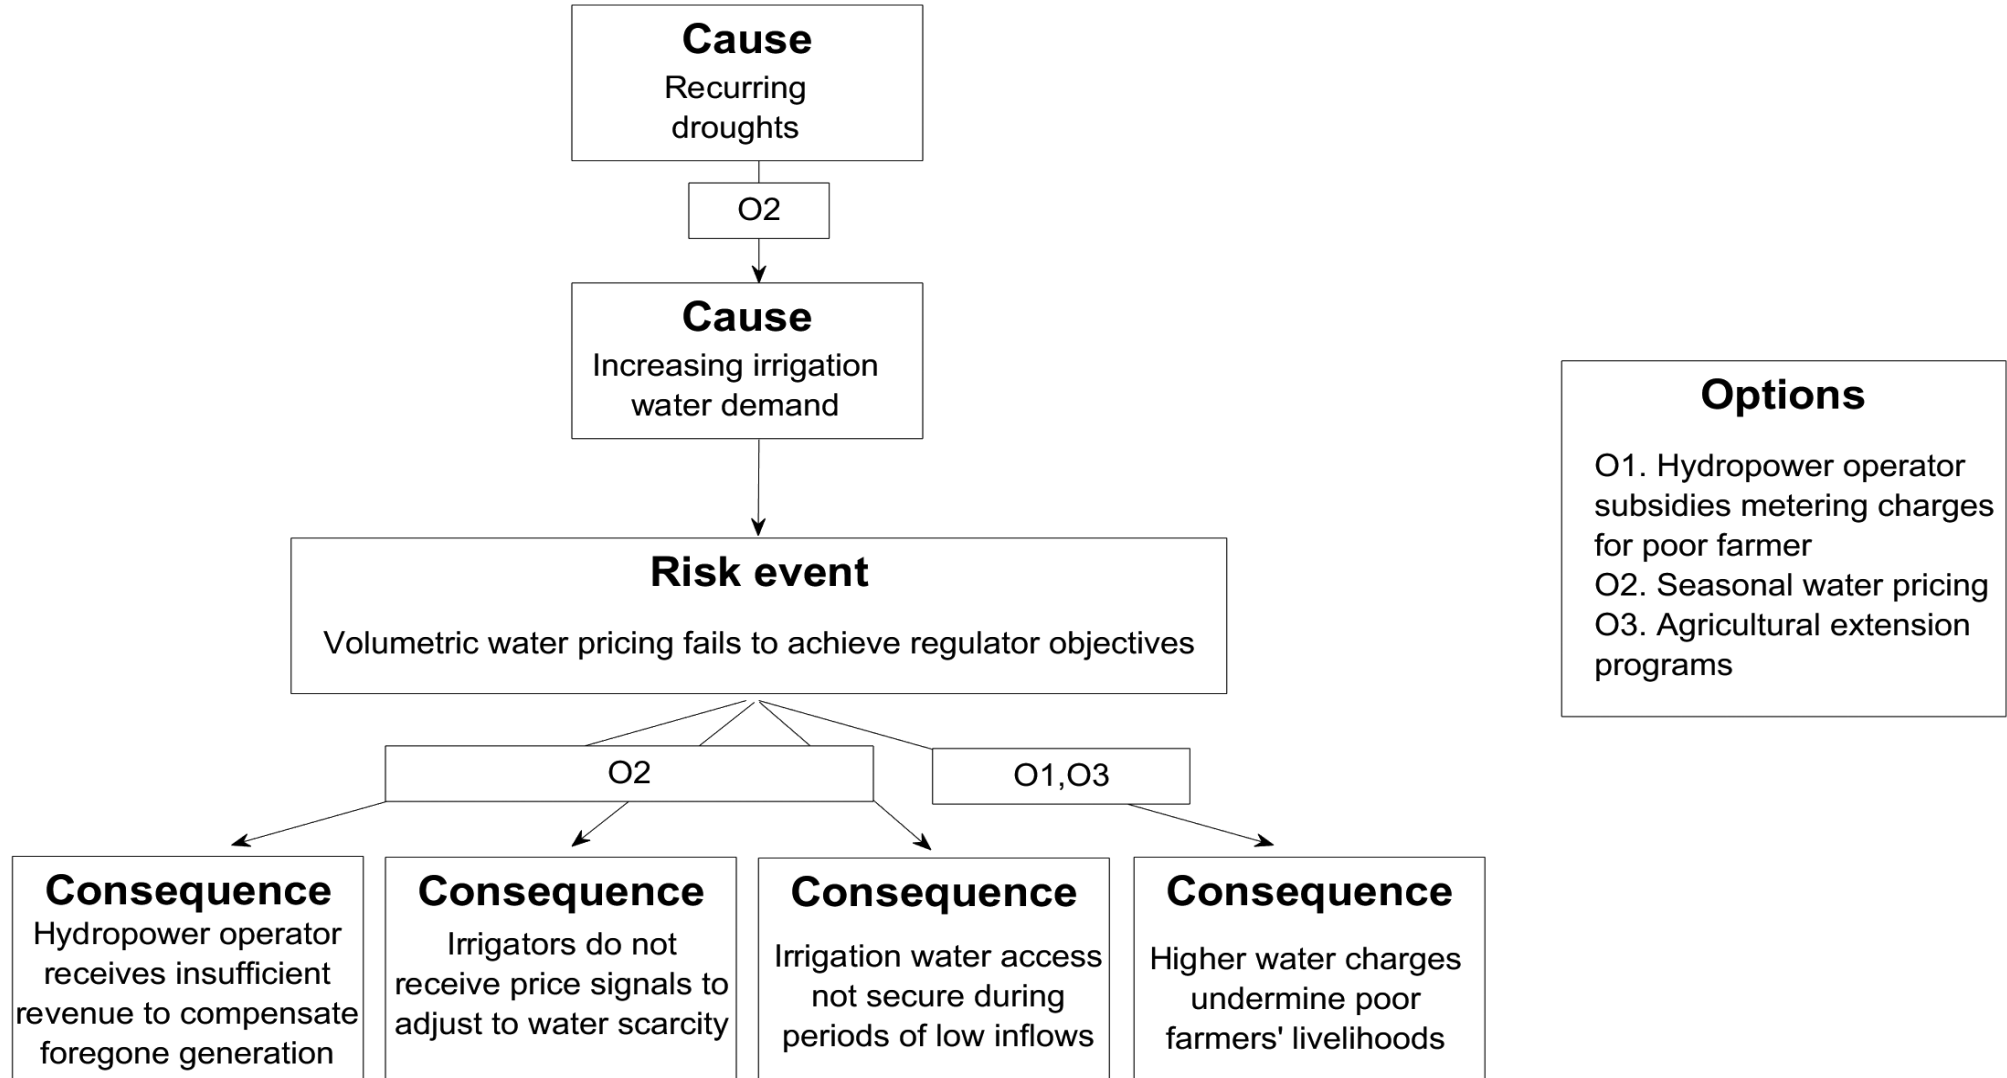 Cause
Recurring
droughts
O2
Cause
Increasing irrigation
water demand
Risk event
Volumetric water pricing fails to achieve regulator objectives
O2
O1,O3
Consequence
Hydropower operator
receives insufficient
revenue to compensate
foregone generation
Consequence
Irrigators do not
receive price signals to
adjust to water scarcity
Consequence
Irrigation water access
not secure during
periods of low inflows
Consequence
Higher water charges
undermine poor
farmers' livelihoods
Options
O1. Hydropower operator
subsidies metering charges
for poor farmer
O2. Seasonal water pricing
O3. Agricultural extension
programs